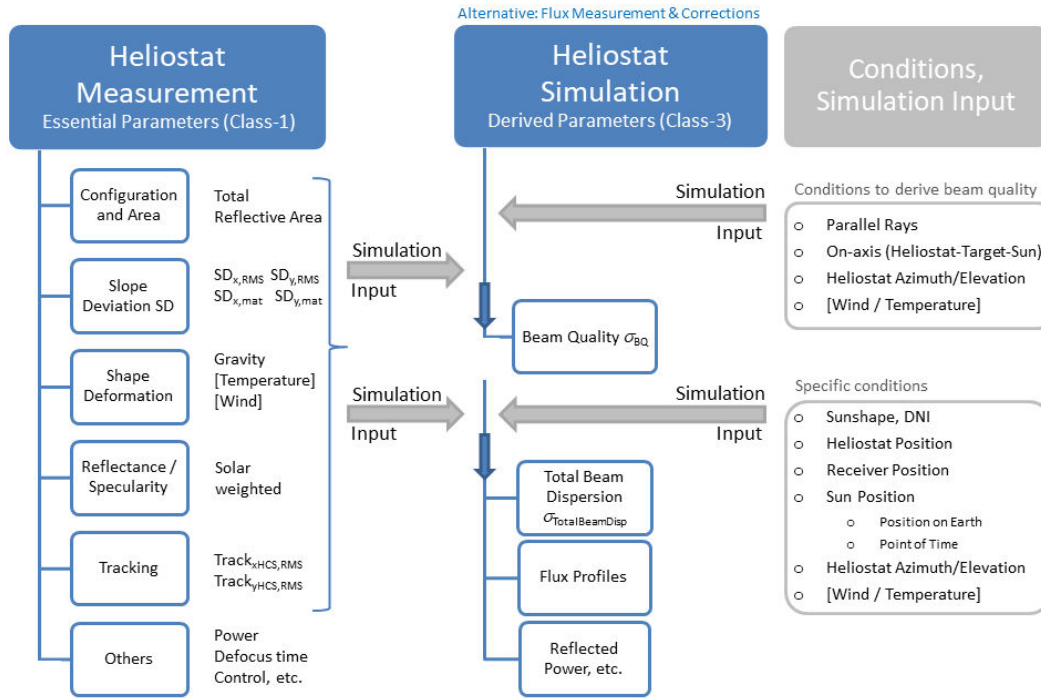 Alternative: Flux Measurement & Corrections
Heliostat
Measurement
Essential Parameters (Class-1)
Configuration
and Area
Total
Reflective Area
Slope
Deviation SD
SDx,RMS SDy,RMS
SDx,mat SDy,mat
Shape
Deformation
Gravity
[Temperature]
[Wind]
Reflectance /
Specularity
Solar
weighted
Tracking
TrackxHCS,RMS
TrackyHCS,RMS
Others
Power
Defocus time
Control, etc.
Simulation
Input
Simulation
Input
Heliostat
Simulation
Derived Parameters (Class-3)
Beam Quality σBQ
Total Beam
Dispersion
σTotalBeamDisp
Flux Profiles
Reflected
Power, etc.
Simulation
Input
Simulation
Input
Conditions,
Simulation Input
Conditions to derive beam quality
o Parallel Rays
o On-axis (Heliostat-Target-Sun)
o Heliostat Azimuth/Elevation
o [Wind / Temperature]
Specific conditions
o Sunshape, DNI
o Heliostat Position
o Receiver Position
o Sun Position
o Position on Earth
o Point of Time
o Heliostat Azimuth/Elevation
o [Wind / Temperature]